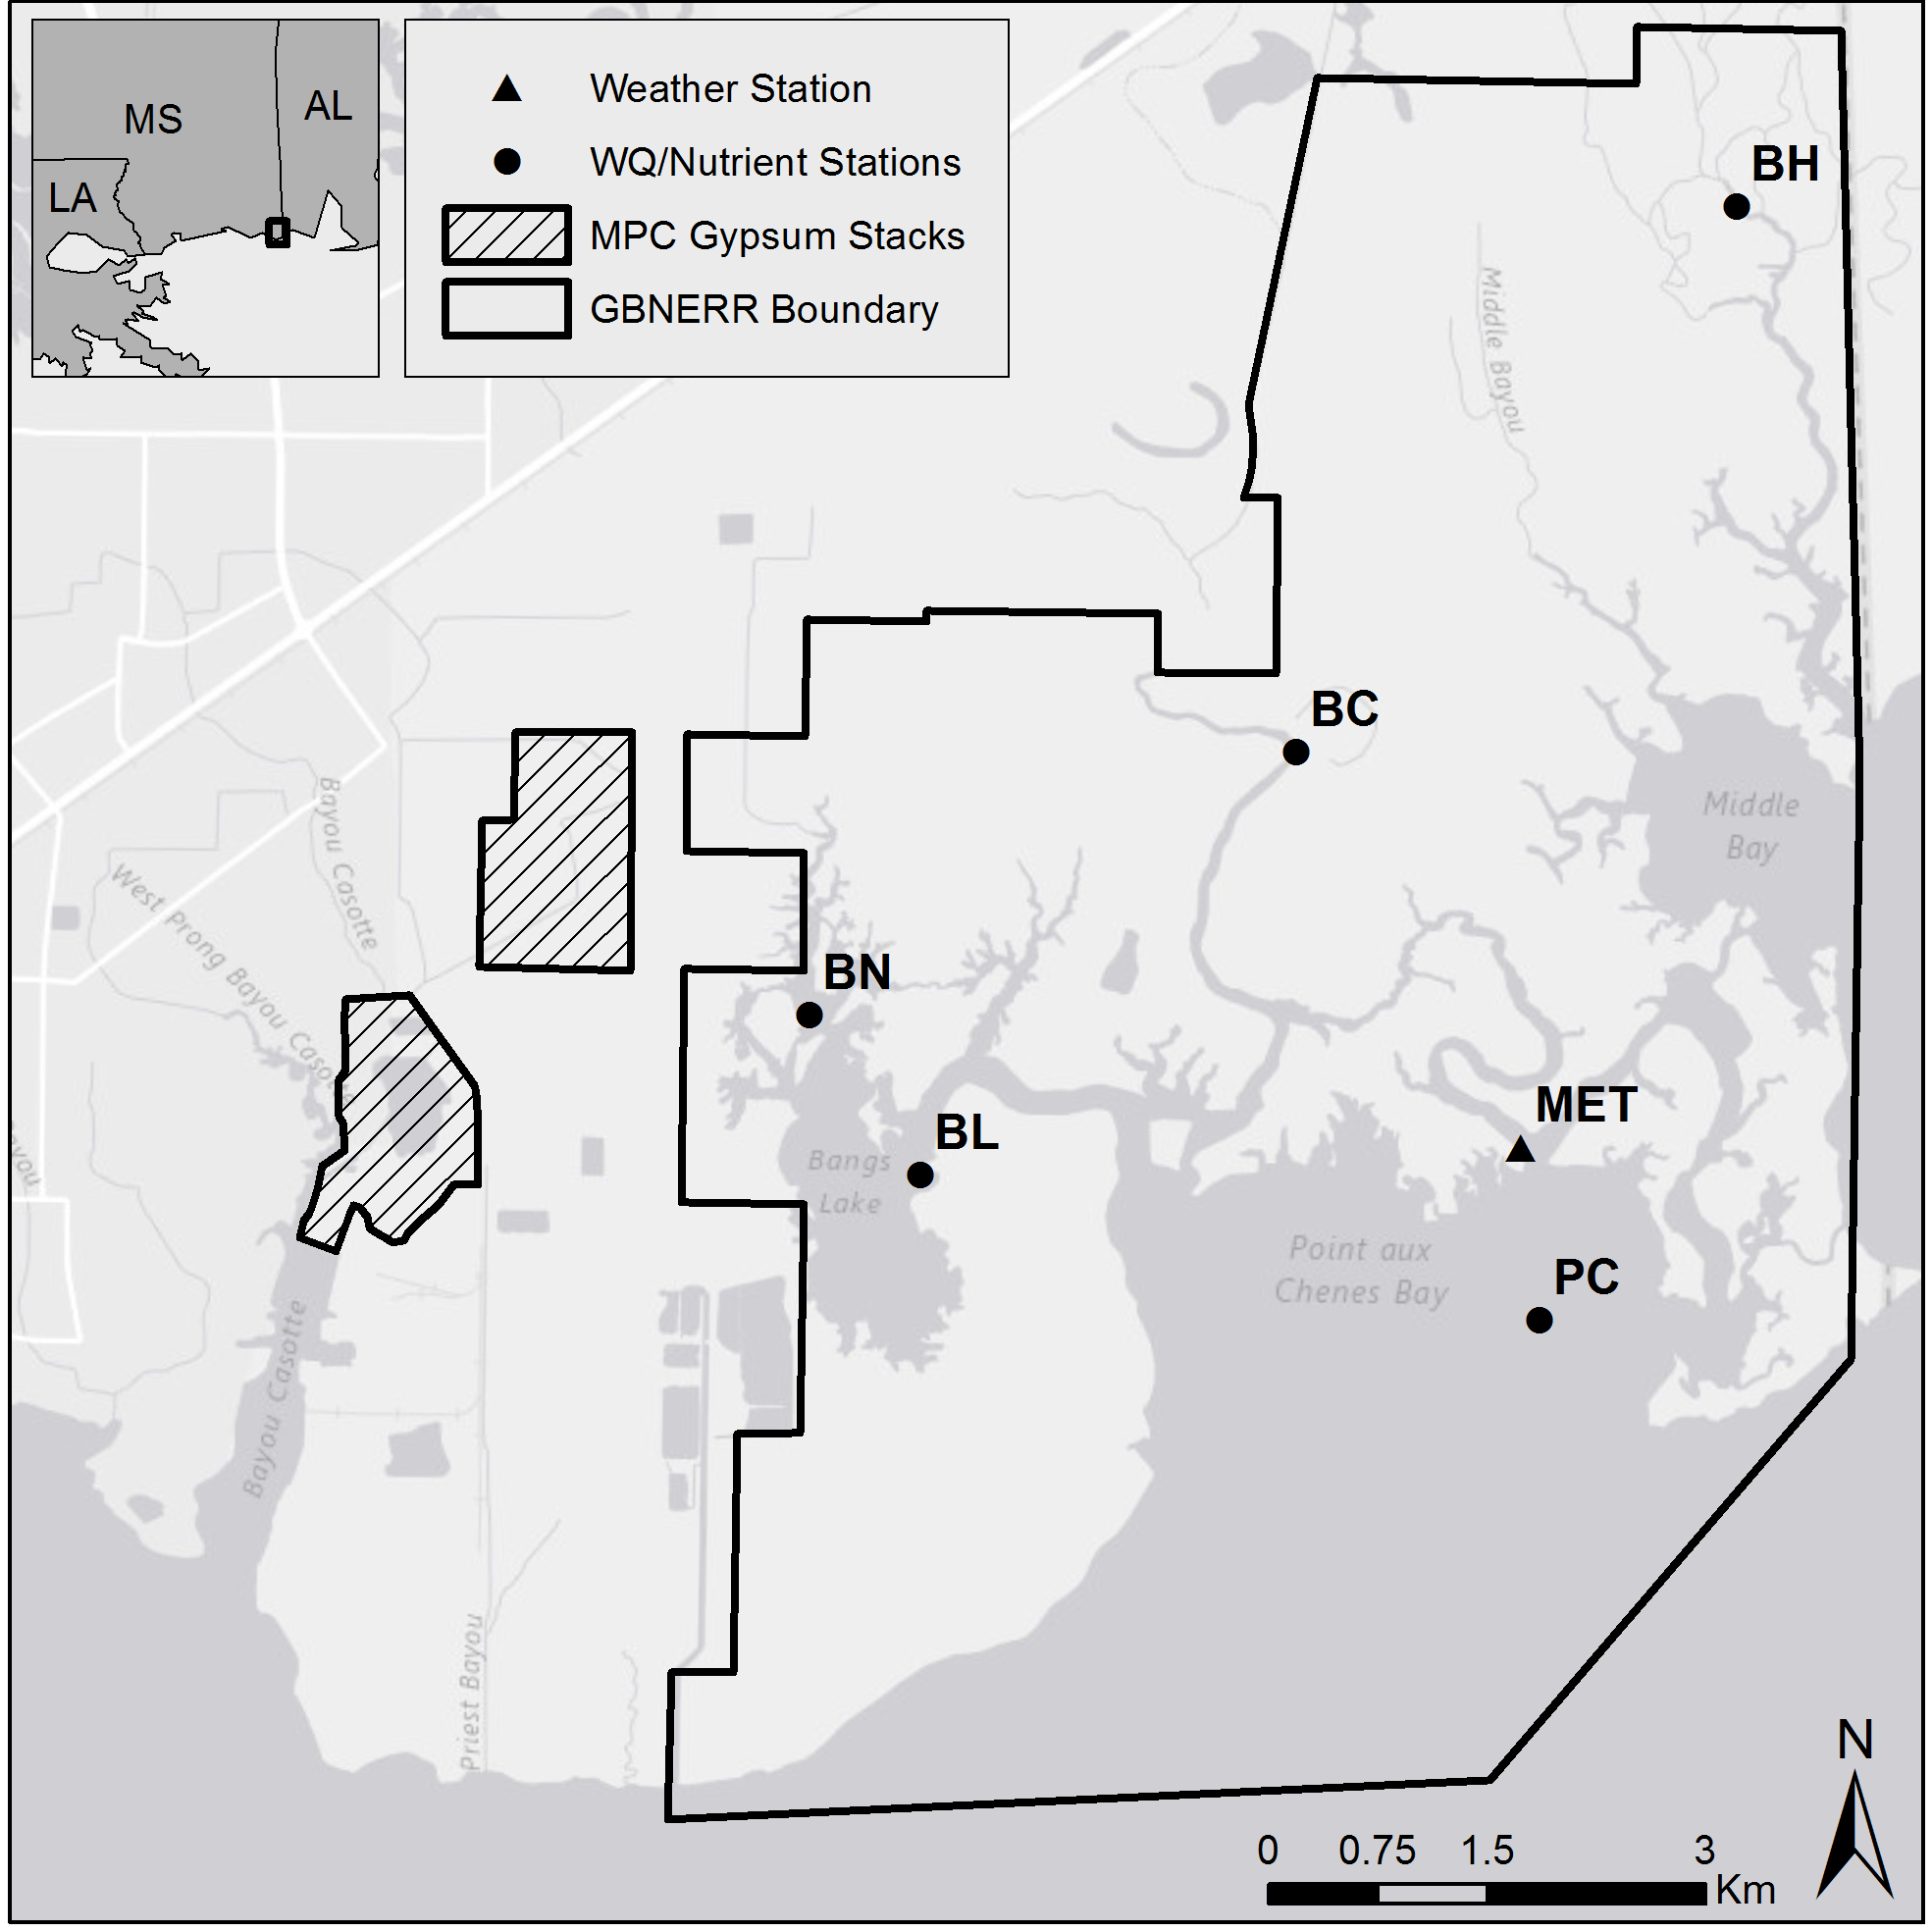 MS
AL
LA
Weather Station
WQ/Nutrient Stations
MPC Gypsum Stacks
GBNERR Boundary
BH
Middle Bayou
BC
Middle
Bay
Bayou Casotte
West Prong Bayou Casotte
BN
MET
BL
Bangs
Lake
Point aux
Chenes Bay
PC
Bayou Casotte
Priest Bayou
N
0 0.75 1.5 3
Km